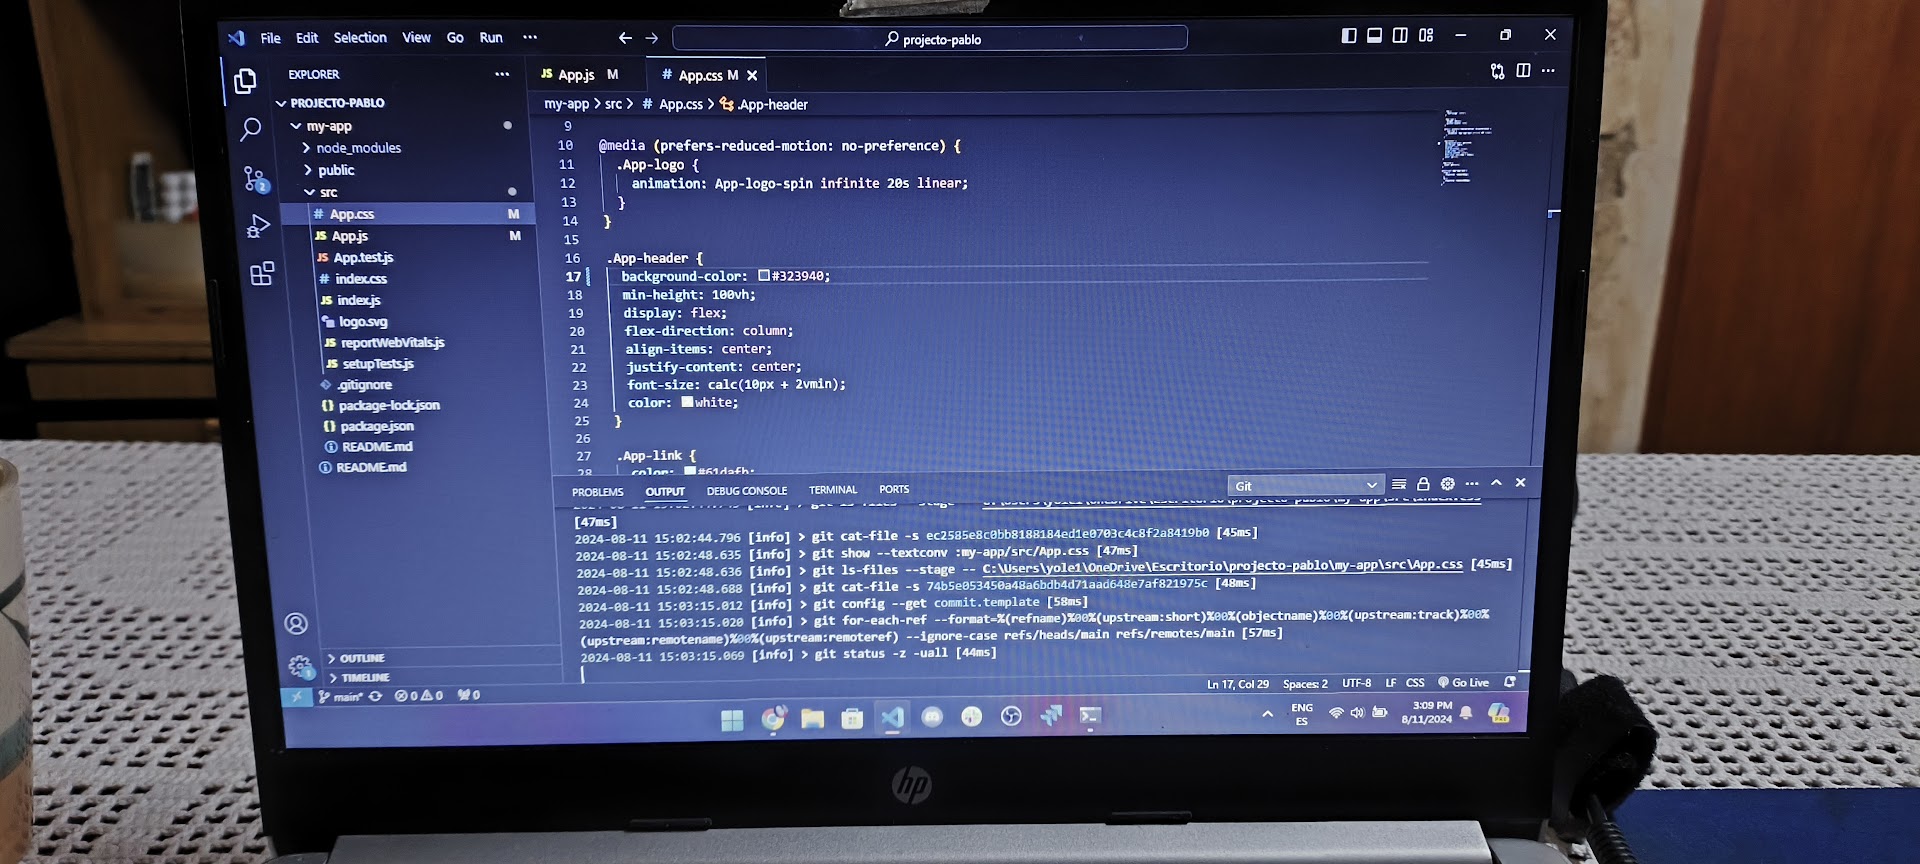 File Edit Selection View Go Run ··· ← → projecto-pablo
EXPLORER ···
PROJECTO-PABLO
my-app
node_modules
public
src
# App.css M
JS App.js M
JS App.test.js
# index.css
JS index.js
logo.svg
JS reportWebVitals.js
JS setupTests.js
.gitignore
{} package-lock.json
{} package.json
README.md
README.md
OUTLINE
TIMELINE
2
1
JS App.js M # App.css M
my-app > src > # App.css > .App-header
9
10 @media (prefers-reduced-motion: no-preference) {
11 .App-logo {
12 animation: App-logo-spin infinite 20s linear;
13 }
14 }
15
16 .App-header {
17 background-color: #323940;
18 min-height: 100vh;
19 display: flex;
20 flex-direction: column;
21 align-items: center;
22 justify-content: center;
23 font-size: calc(10px + 2vmin);
24 color: white;
25 }
26
27 .App-link {
28 color: #61dafb;
PROBLEMS OUTPUT DEBUG CONSOLE TERMINAL PORTS Git
[47ms]
2024-08-11 15:02:44.796 [info] > git cat-file -s ec2585e8c0bb8188184ed1e0703c4c8f2a8419b0 [45ms]
2024-08-11 15:02:48.635 [info] > git show --textconv :my-app/src/App.css [47ms]
2024-08-11 15:02:48.636 [info] > git ls-files --stage -- C:\Users\yole1\OneDrive\Escritorio\projecto-pablo\my-app\src\App.css [45ms]
2024-08-11 15:02:48.688 [info] > git cat-file -s 74b5e053450a48a6bdb4d71aad648e7af821975c [48ms]
2024-08-11 15:03:15.012 [info] > git config --get commit.template [58ms]
2024-08-11 15:03:15.020 [info] > git for-each-ref --format=%(refname)%00%(upstream:short)%00%(objectname)%00%(upstream:track)%00%
(upstream:remotename)%00%(upstream:remoteref) --ignore-case refs/heads/main refs/remotes/main [57ms]
2024-08-11 15:03:15.069 [info] > git status -z -uall [44ms]
main* 0 0 0 Ln 17, Col 29 Spaces: 2 UTF-8 LF CSS Go Live
ENG
ES
3:09 PM
8/11/2024
PRE
hp